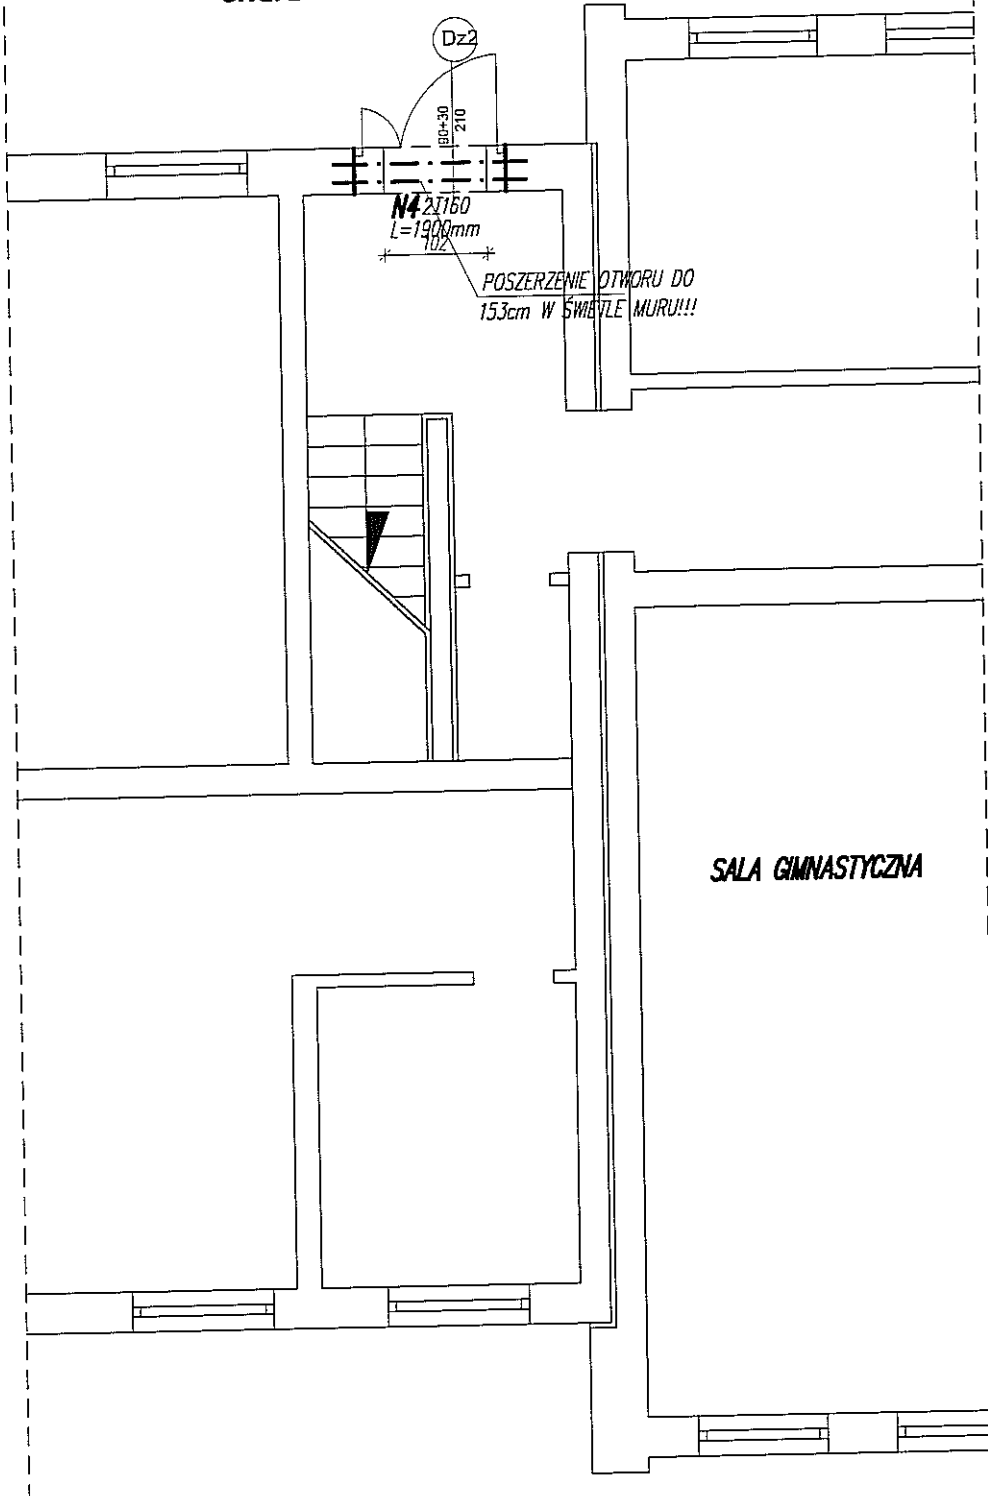 Dz2
90+30
210
N4 2I160
L=1900mm
102
POSZERZENIE OTWORU DO
153cm W ŚWIETLE MURU!!!
SALA GIMNASTYCZNA